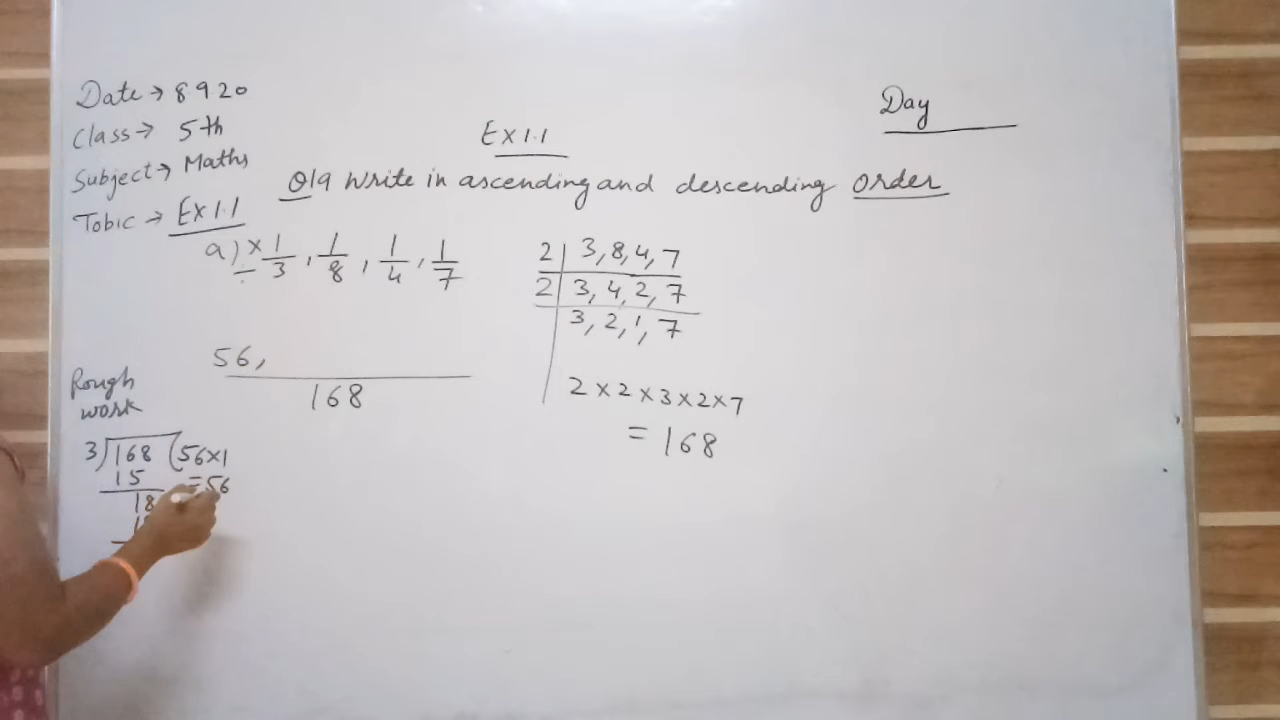 Date → 8 9 20
Class → 5th
Subject → Maths
Tobic → Ex 1.1
Day
Ex 1.1
Q19 Write in ascending and descending order
a) × 1/3, 1/8, 1/4, 1/7
÷
2 | 3, 8, 4, 7
2 | 3, 4, 2, 7
3, 2, 1, 7
2 × 2 × 3 × 2 × 7
= 168
56,
168
Rough
work
3) 168 (56×1
15 = 56
18